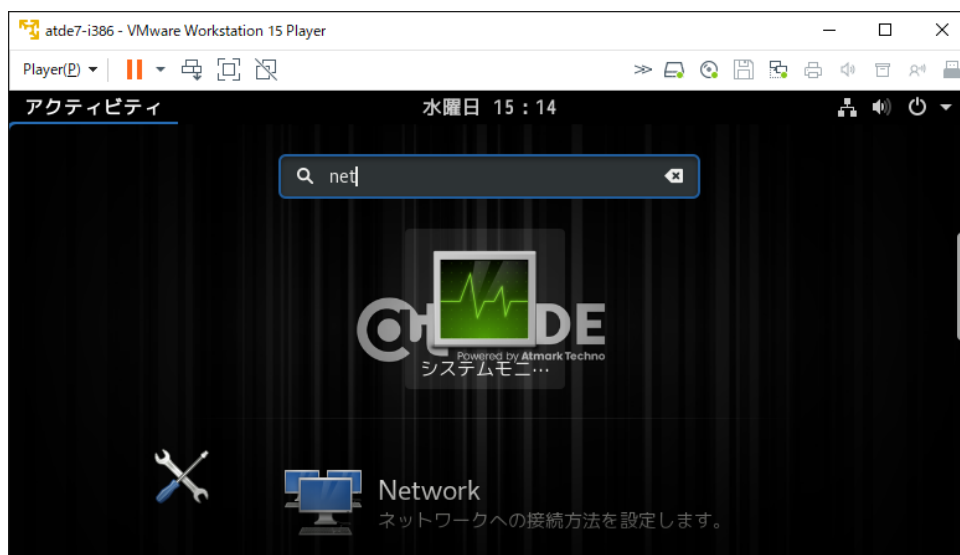 atde7-i386 - VMware Workstation 15 Player
Player(P)
アクティビティ 水曜日 15：14
net
DE
Powered by Atmark Techno
システムモニ…
Network
ネットワークへの接続方法を設定します。